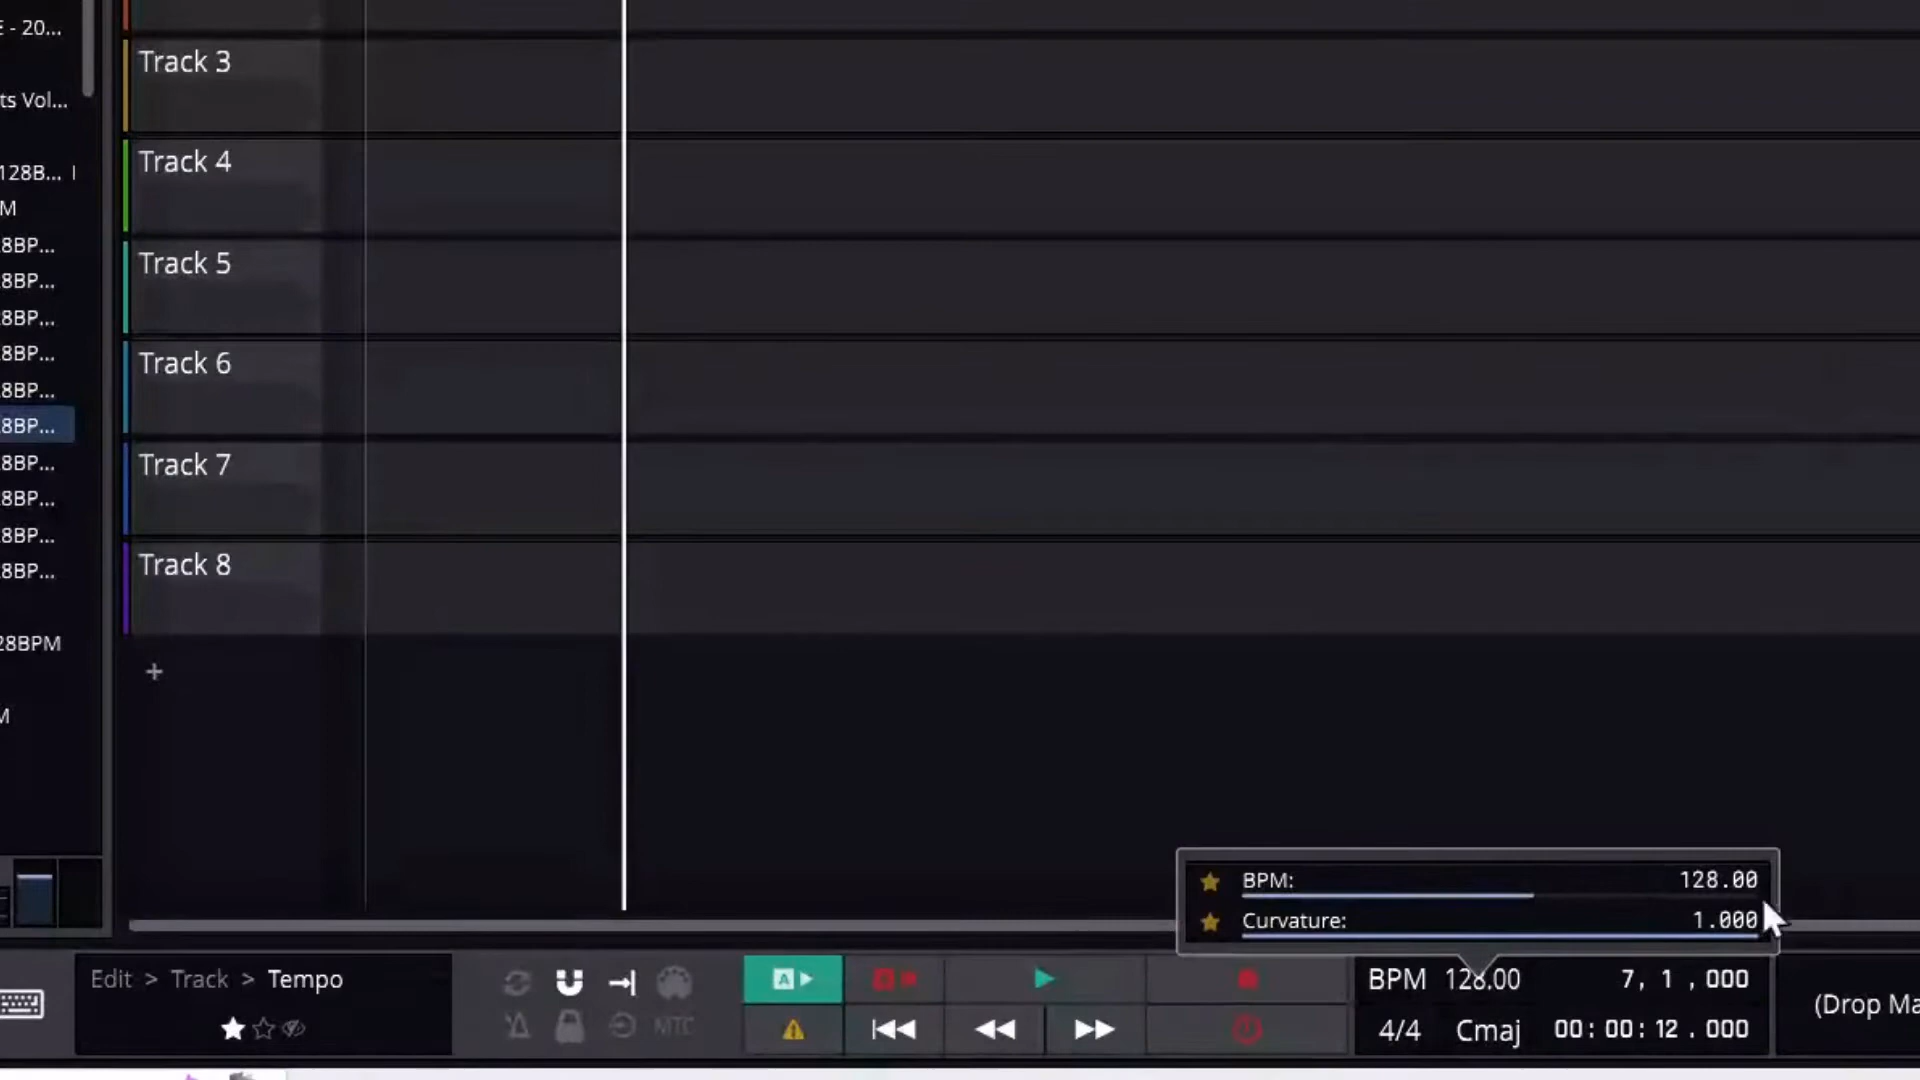 E - 20...
Track 3
ts Vol...
Track 4
128B...
M
8BP...
Track 5
8BP...
8BP...
8BP...
Track 6
8BP...
8BP...
8BP...
Track 7
8BP...
8BP...
Track 8
8BP...
28BPM
+
M
BPM: 128.00
Curvature: 1.000
Edit > Track > Tempo
A
BPM 128.00 7, 1 ,000
(Drop Ma
MTC
4/4 Cmaj 00:00:12.000